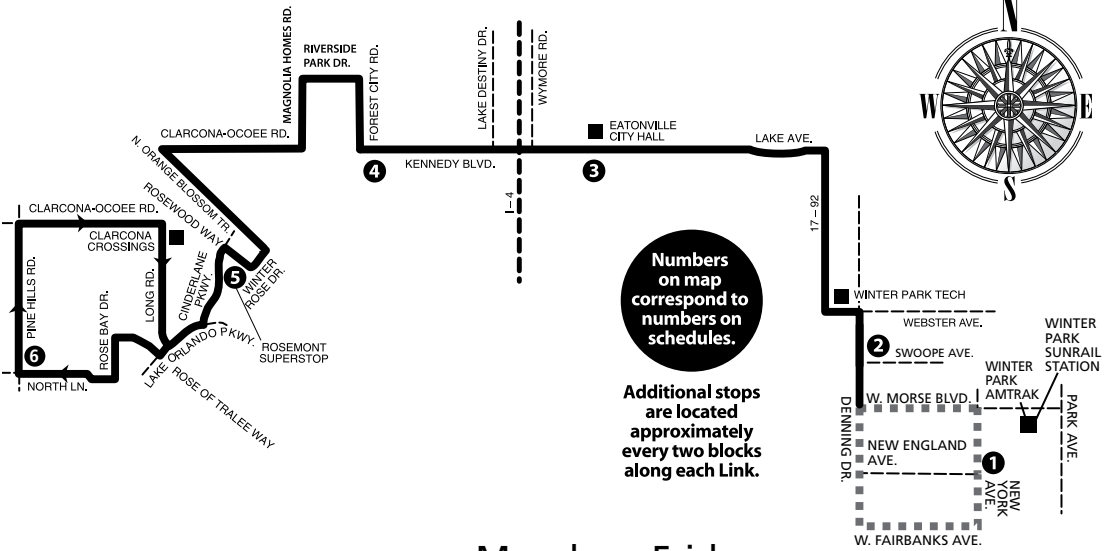 N
W
E
S
MAGNOLIA HOMES RD.
RIVERSIDE
PARK DR.
FOREST CITY RD.
LAKE DESTINY DR.
WYMORE RD.
CLARCONA-OCOEE RD.
EATONVILLE
CITY HALL
LAKE AVE.
4
KENNEDY BLVD.
3
N. ORANGE BLOSSOM TR.
ROSEWOOD WAY
I–4
17–92
CLARCONA-OCOEE RD.
CLARCONA
CROSSINGS
5
WINTER
ROSE DR.
CINDERLANE
PKWY.
LONG RD.
ROSE BAY DR.
PINE HILLS RD.
6
NORTH LN.
LAKE ORLANDO PKWY.
ROSE OF TRALEE WAY
ROSEMONT
SUPERSTOP
Numbers
on map
correspond to
numbers on
schedules.
Additional stops
are located
approximately
every two blocks
along each Link.
WINTER PARK TECH
WEBSTER AVE.
2
SWOOPE AVE.
WINTER
PARK
SUNRAIL
STATION
WINTER
PARK
AMTRAK
PARK AVE.
W. MORSE BLVD.
DENNING DR.
NEW ENGLAND
AVE.
1
NEW
YORK
AVE.
W. FAIRBANKS AVE.